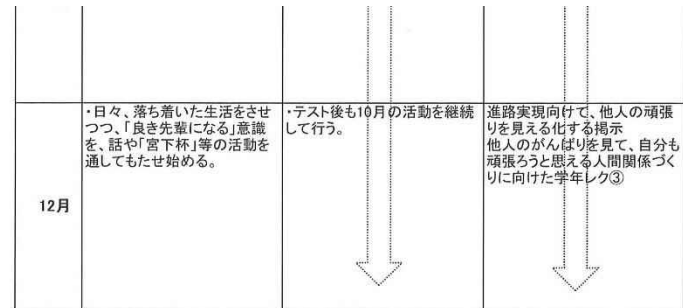 12月
・日々、落ち着いた生活をさせ
つつ、「良き先輩になる」意識
を、話や「宮下杯」等の活動を
通してもたせ始める。
・テスト後も10月の活動を継続
して行う。
進路実現向けて、他人の頑張
りを見える化する掲示
他人のがんばりを見て、自分も
頑張ろうと思える人間関係づく
りに向けた学年レク③